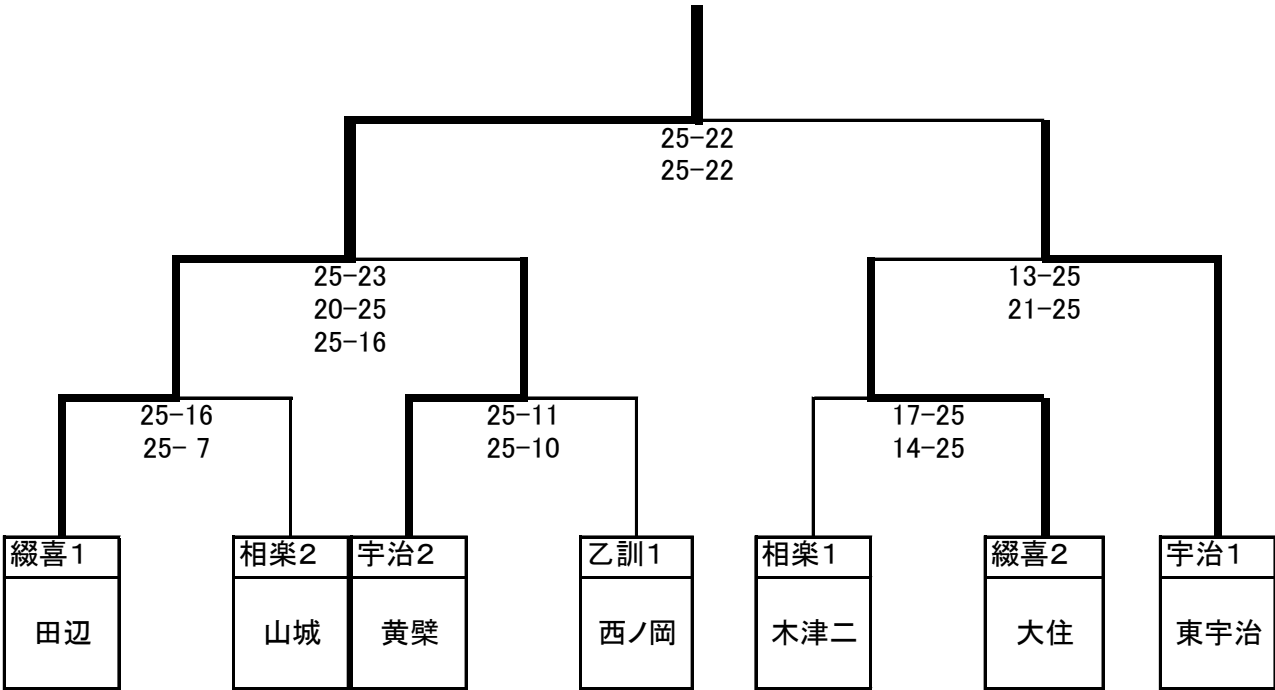 25-22
25-22
25-23
20-25
25-16
13-25
21-25
25-16
25- 7
25-11
25-10
17-25
14-25
綴喜1
相楽2
宇治2
乙訓1
相楽1
綴喜2
宇治1
田辺
山城
黄檗
西ノ岡
木津二
大住
東宇治